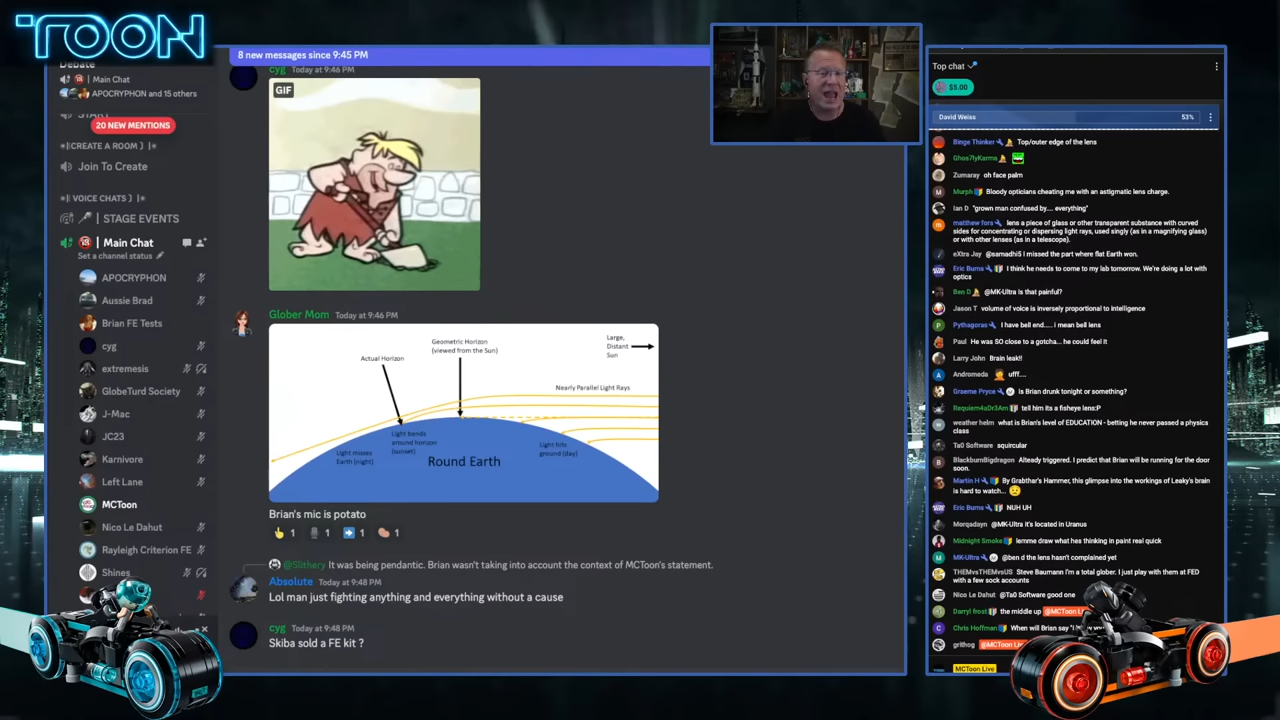 TOON
Debate
Main Chat
APOCRYPHON and 15 others
START
20 NEW MENTIONS
CREATE A ROOM
Join To Create
VOICE CHATS
STAGE EVENTS
Main Chat
Set a channel status
APOCRYPHON
Aussie Brad
Brian FE Tests
cyg
extremesis
GlobeTurd Society
J-Mac
JC23
Karnivore
Left Lane
MCToon
Nico Le Dahut
Rayleigh Criterion FE
Shines
8 new messages since 9:45 PM
cyg Today at 9:46 PM
GIF
Glober Mom Today at 9:46 PM
Actual Horizon
Geometric Horizon
(viewed from the Sun)
Large,
Distant
Sun
Nearly Parallel Light Rays
Light bends
around horizon
(sunset)
Light misses
Earth (night)
Light hits
ground (day)
Round Earth
Brian's mic is potato
1 1 1 1
@Slithery It was being pendantic. Brian wasn't taking into account the context of MCToon's statement.
Absolute Today at 9:48 PM
Lol man just fighting anything and everything without a cause
cyg Today at 9:48 PM
Skiba sold a FE kit ?
Top chat
$5.00
David Weiss 53%
Binge Thinker Top/outer edge of the lens
Ghos7lyKarma
Zumaray oh face palm
Murph Bloody opticians cheating me with an astigmatic lens charge.
Ian D "grown man confused by.... everything"
matthew fors lens a piece of glass or other transparent substance with curved
sides for concentrating or dispersing light rays, used singly (as in a magnifying glass)
or with other lenses (as in a telescope).
eXtra Jay @samadhi5 I missed the part where flat Earth won.
Eric Burns I think he needs to come to my lab tomorrow. We're doing a lot with
optics
Ben D @MK-Ultra is that painful?
Jason T volume of voice is inversely proportional to intelligence
Pythagoras I have bell end..... i mean bell lens
Paul He was SO close to a gotcha... he could feel it
Larry John Brain leak!!
Andromeda ufff....
Graeme Pryce Is Brian drunk tonight or something?
Requiem4aDr3Am tell him its a fisheye lens:P
weather helm what is Brian's level of EDUCATION - betting he never passed a physics
class
Ta0 Software squircular
BlackburnBigdragon Alteady triggered. I predict that Brian will be running for the door
soon.
Martin H By Grabthar's Hammer, this glimpse into the workings of Leaky's brain
is hard to watch...
Eric Burns NUH UH
Morqadayn @MK-Ultra it's located in Uranus
Midnight Smoke lemme draw what hes thinking in paint real quick
MK-Ultra @ben d the lens hasn't complained yet
THEMvsTHEMvsUS Steve Baumann I'm a total glober. I just play with them at FED
with a few sock accounts
Nico Le Dahut @Ta0 Software good one
Darryl frost the middle up @MCToon Li
Chris Hoffman When will Brian say "I
grithog @MCToon Live
MCToon Live